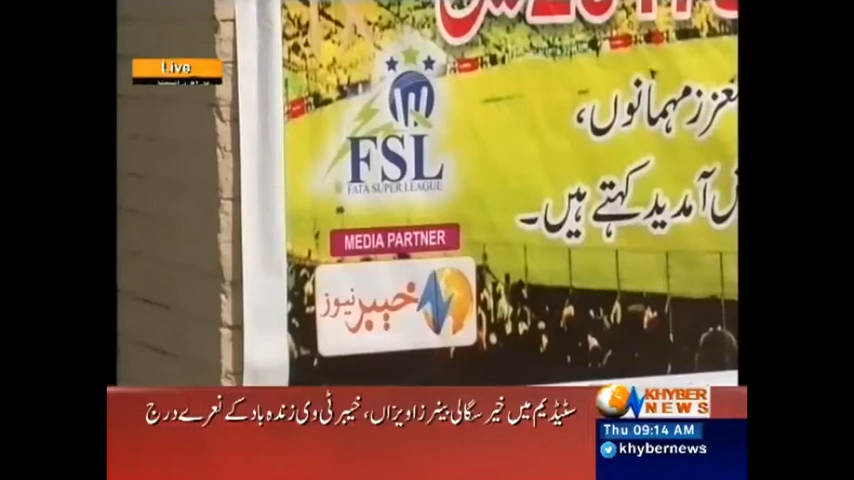 Live
FSL
FATA SUPER LEAGUE
معزز مہمانوں،
آمدید کہتے ہیں۔
MEDIA PARTNER
خیبر نیوز
سٹیڈیم میں خیر سگالی بینرز اویزاں، خیبر ٹی وی زندہ باد کے نعرے درج
KHYBER
NEWS
Thu 09:14 AM
khybernews